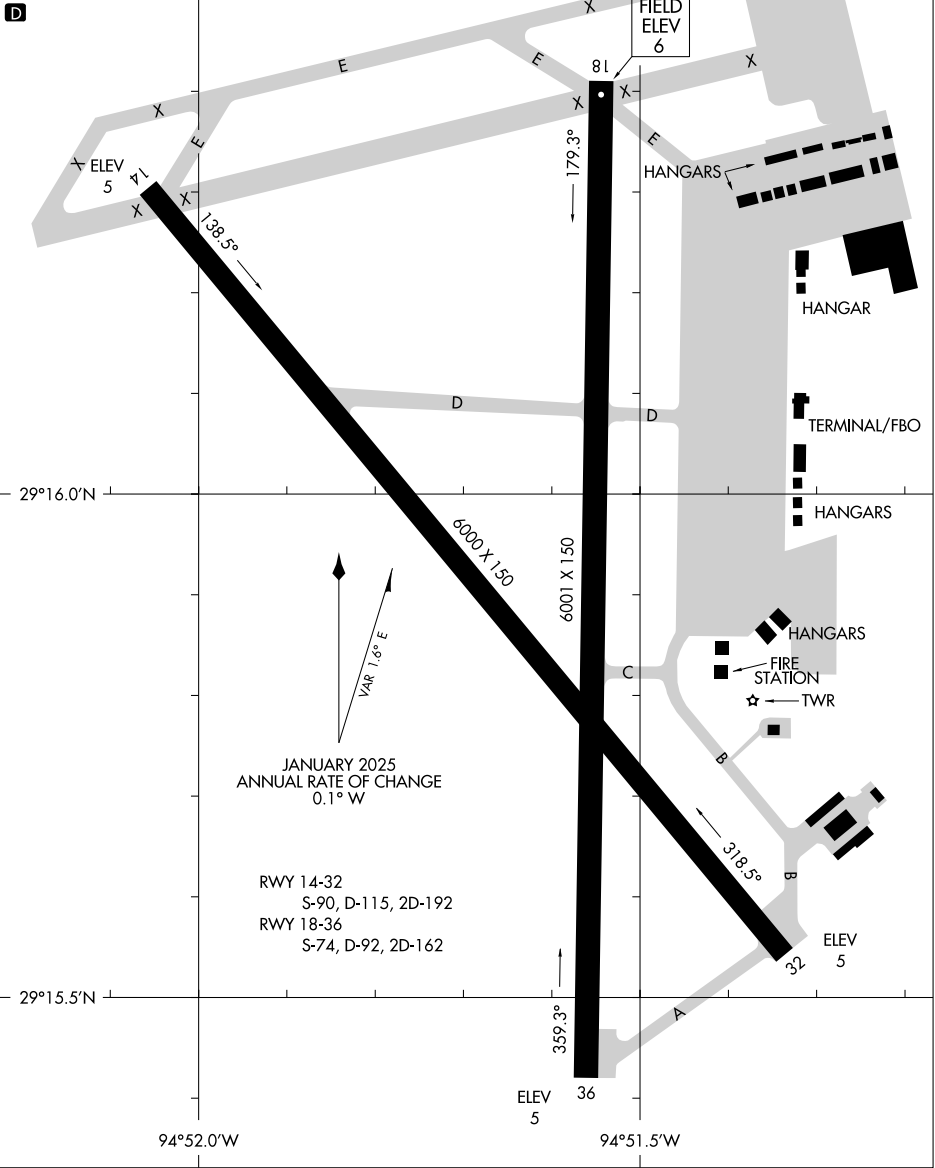 D
FIELD
ELEV
6
X
E
E
X
18
X
X
X
E
E
179.3°
X
ELEV
5
14
X
X
HANGARS
138.5°
HANGAR
D
D
TERMINAL/FBO
29°16.0'N
HANGARS
6000 X 150
6001 X 150
HANGARS
VAR 1.6° E
C
FIRE
STATION
TWR
B
JANUARY 2025
ANNUAL RATE OF CHANGE
0.1° W
318.5°
B
RWY 14-32
S-90, D-115, 2D-192
RWY 18-36
S-74, D-92, 2D-162
ELEV
5
32
29°15.5'N
A
359.3°
36
ELEV
5
94°52.0'W
94°51.5'W